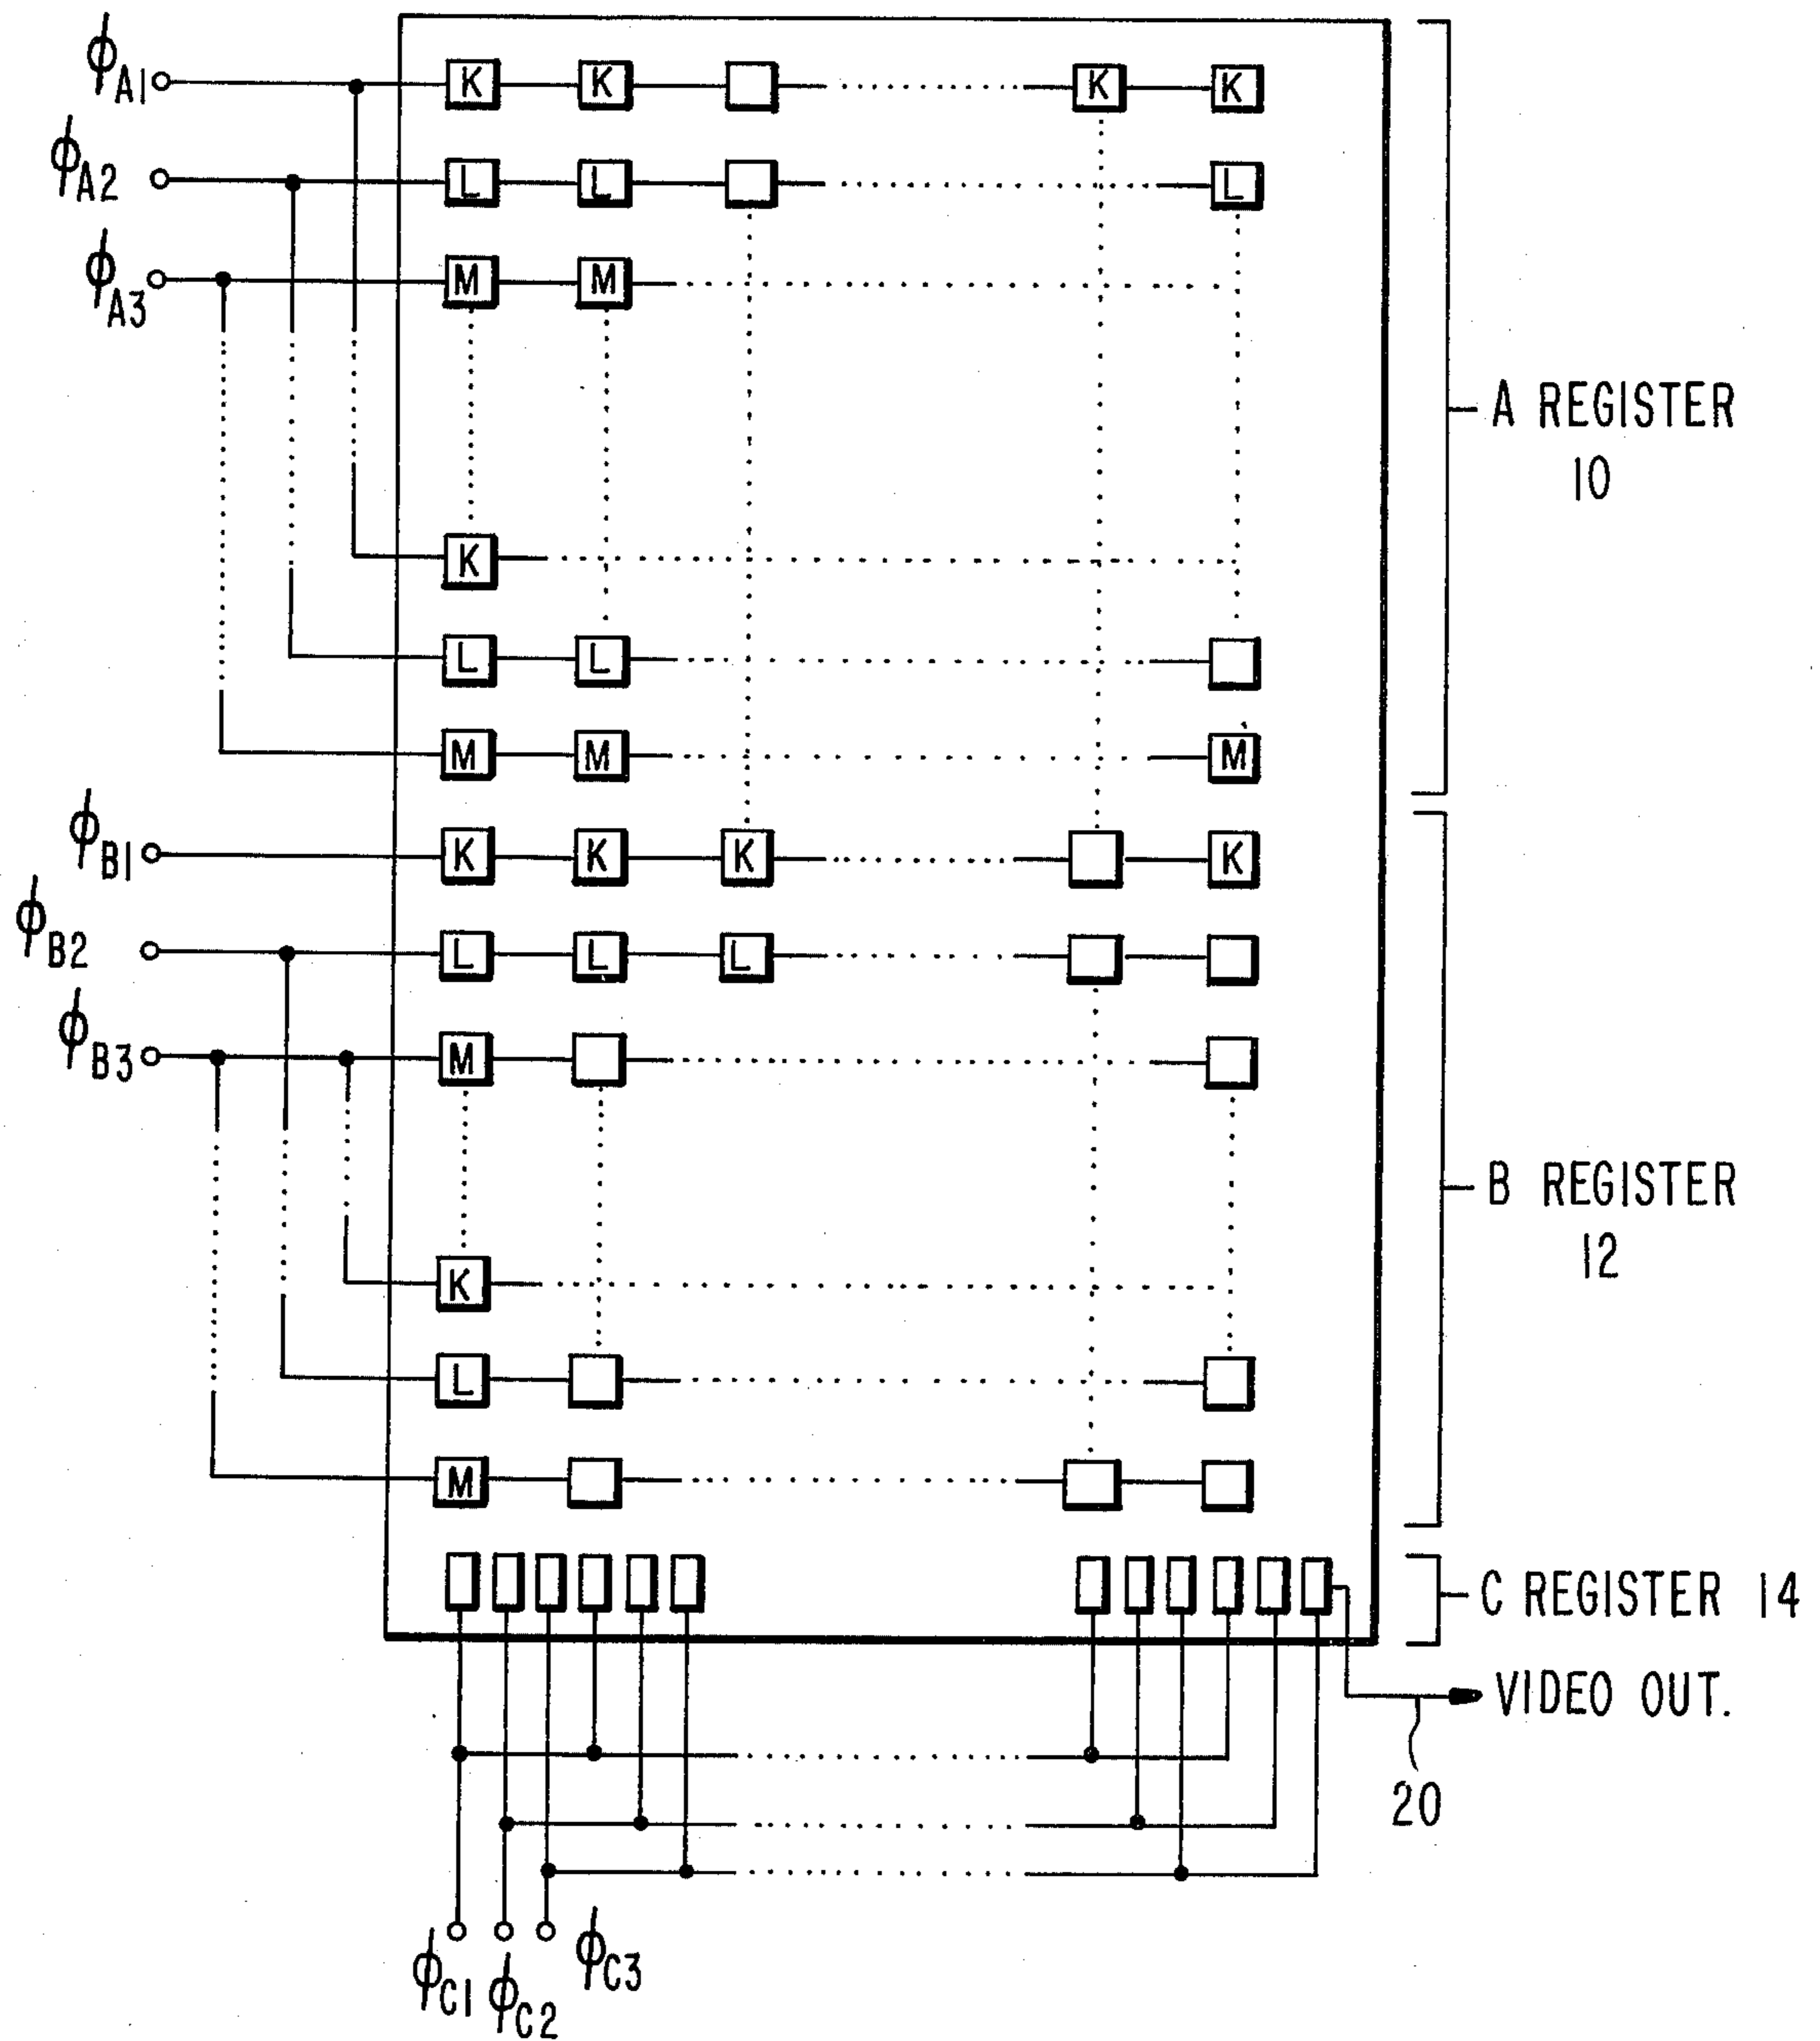 ϕA1 K K K K
ϕA2 L L L
ϕA3 M M
A REGISTER
10
K
L L
M M M
ϕB1 K K K K
ϕB2 L L L
ϕB3 M
B REGISTER
12
K
L
M
C REGISTER 14
VIDEO OUT.
20
ϕC1 ϕC2 ϕC3